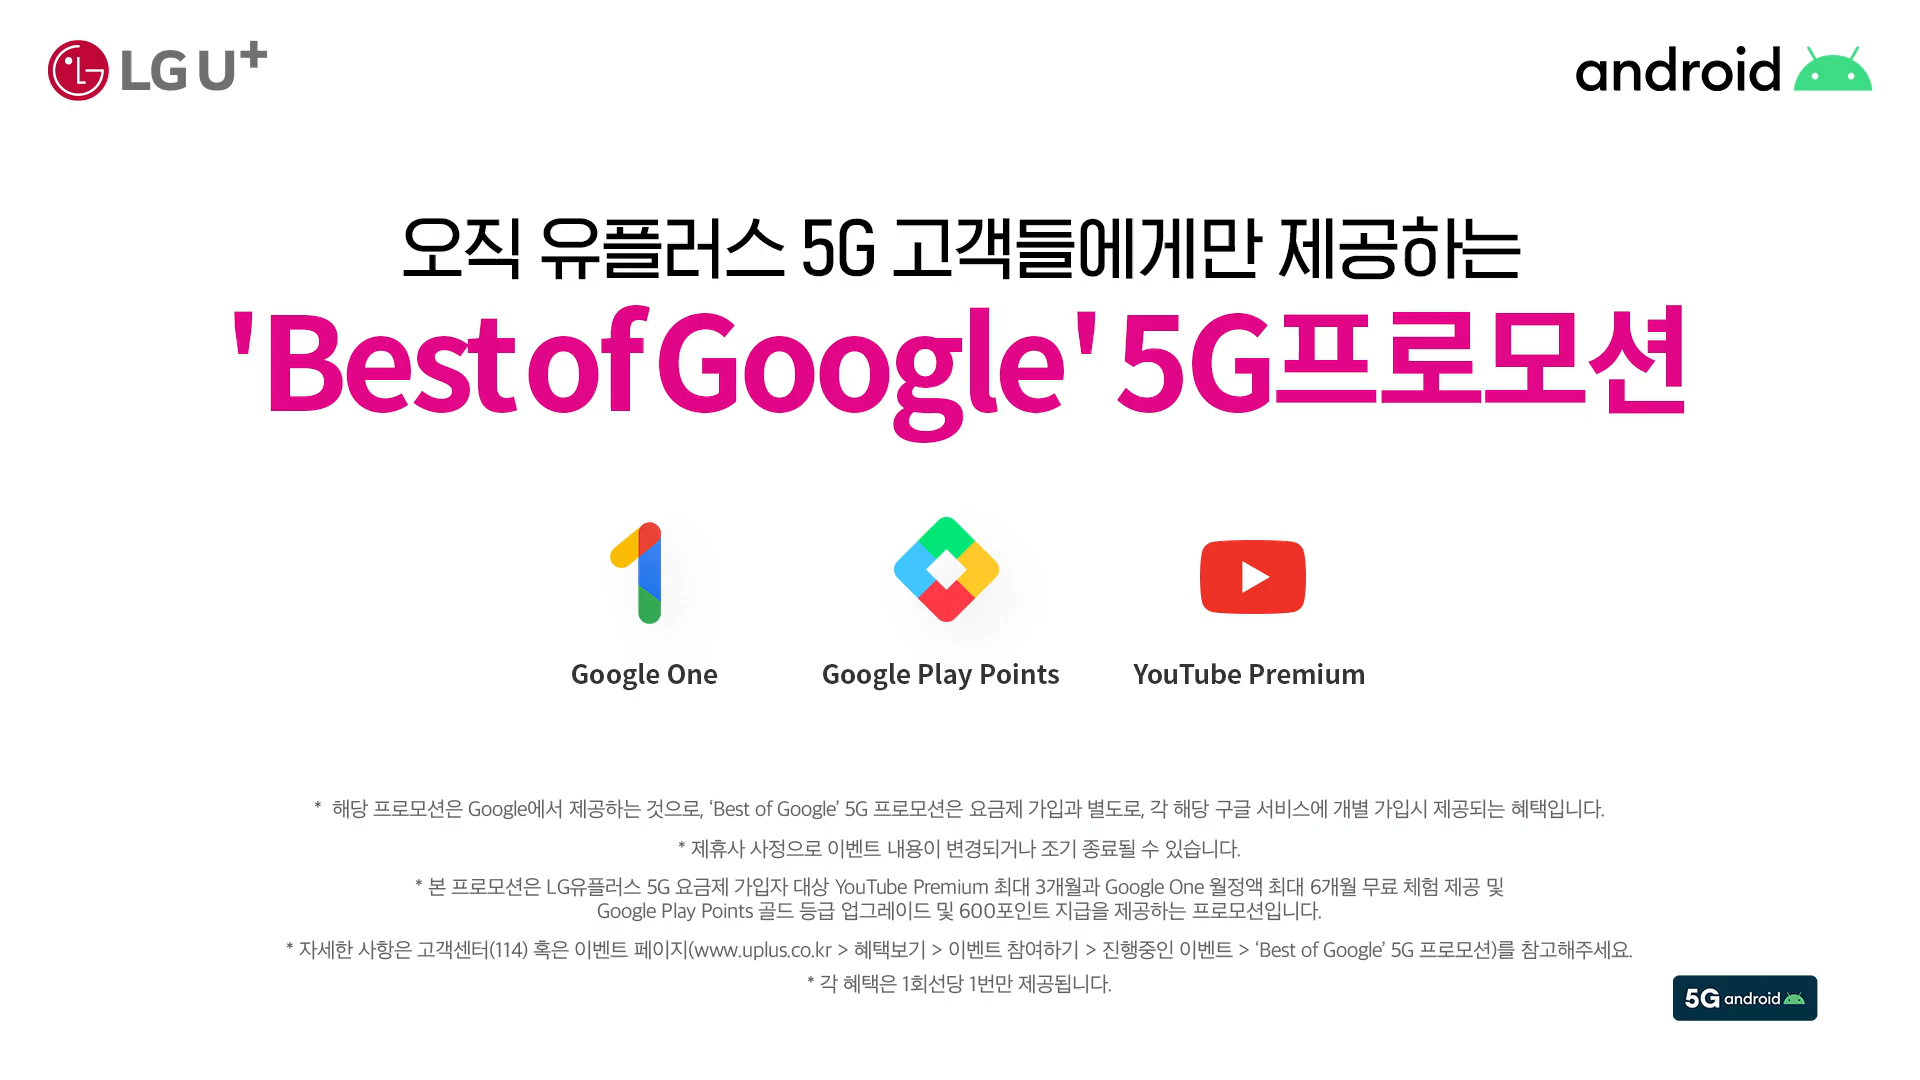 LG U+
android
오직 유플러스 5G 고객들에게만 제공하는
'Best of Google' 5G프로모션
Google One
Google Play Points
YouTube Premium
* 해당 프로모션은 Google에서 제공하는 것으로, ‘Best of Google’ 5G 프로모션은 요금제 가입과 별도로, 각 해당 구글 서비스에 개별 가입시 제공되는 혜택입니다.
* 제휴사 사정으로 이벤트 내용이 변경되거나 조기 종료될 수 있습니다.
* 본 프로모션은 LG유플러스 5G 요금제 가입자 대상 YouTube Premium 최대 3개월과 Google One 월정액 최대 6개월 무료 체험 제공 및
Google Play Points 골드 등급 업그레이드 및 600포인트 지급을 제공하는 프로모션입니다.
* 자세한 사항은 고객센터(114) 혹은 이벤트 페이지(www.uplus.co.kr > 혜택보기 > 이벤트 참여하기 > 진행중인 이벤트 > ‘Best of Google’ 5G 프로모션)를 참고해주세요.
* 각 혜택은 1회선당 1번만 제공됩니다.
5G android